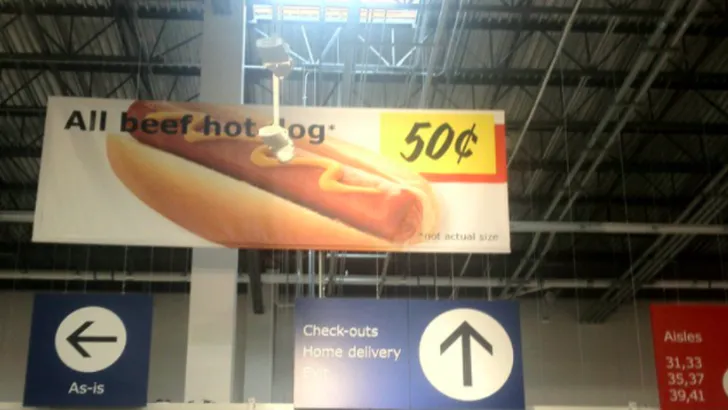 All beef hot dog*
50¢
*not actual size
As-is
Check-outs
Home delivery
Exit
Aisles
31,33
35,37
39,41